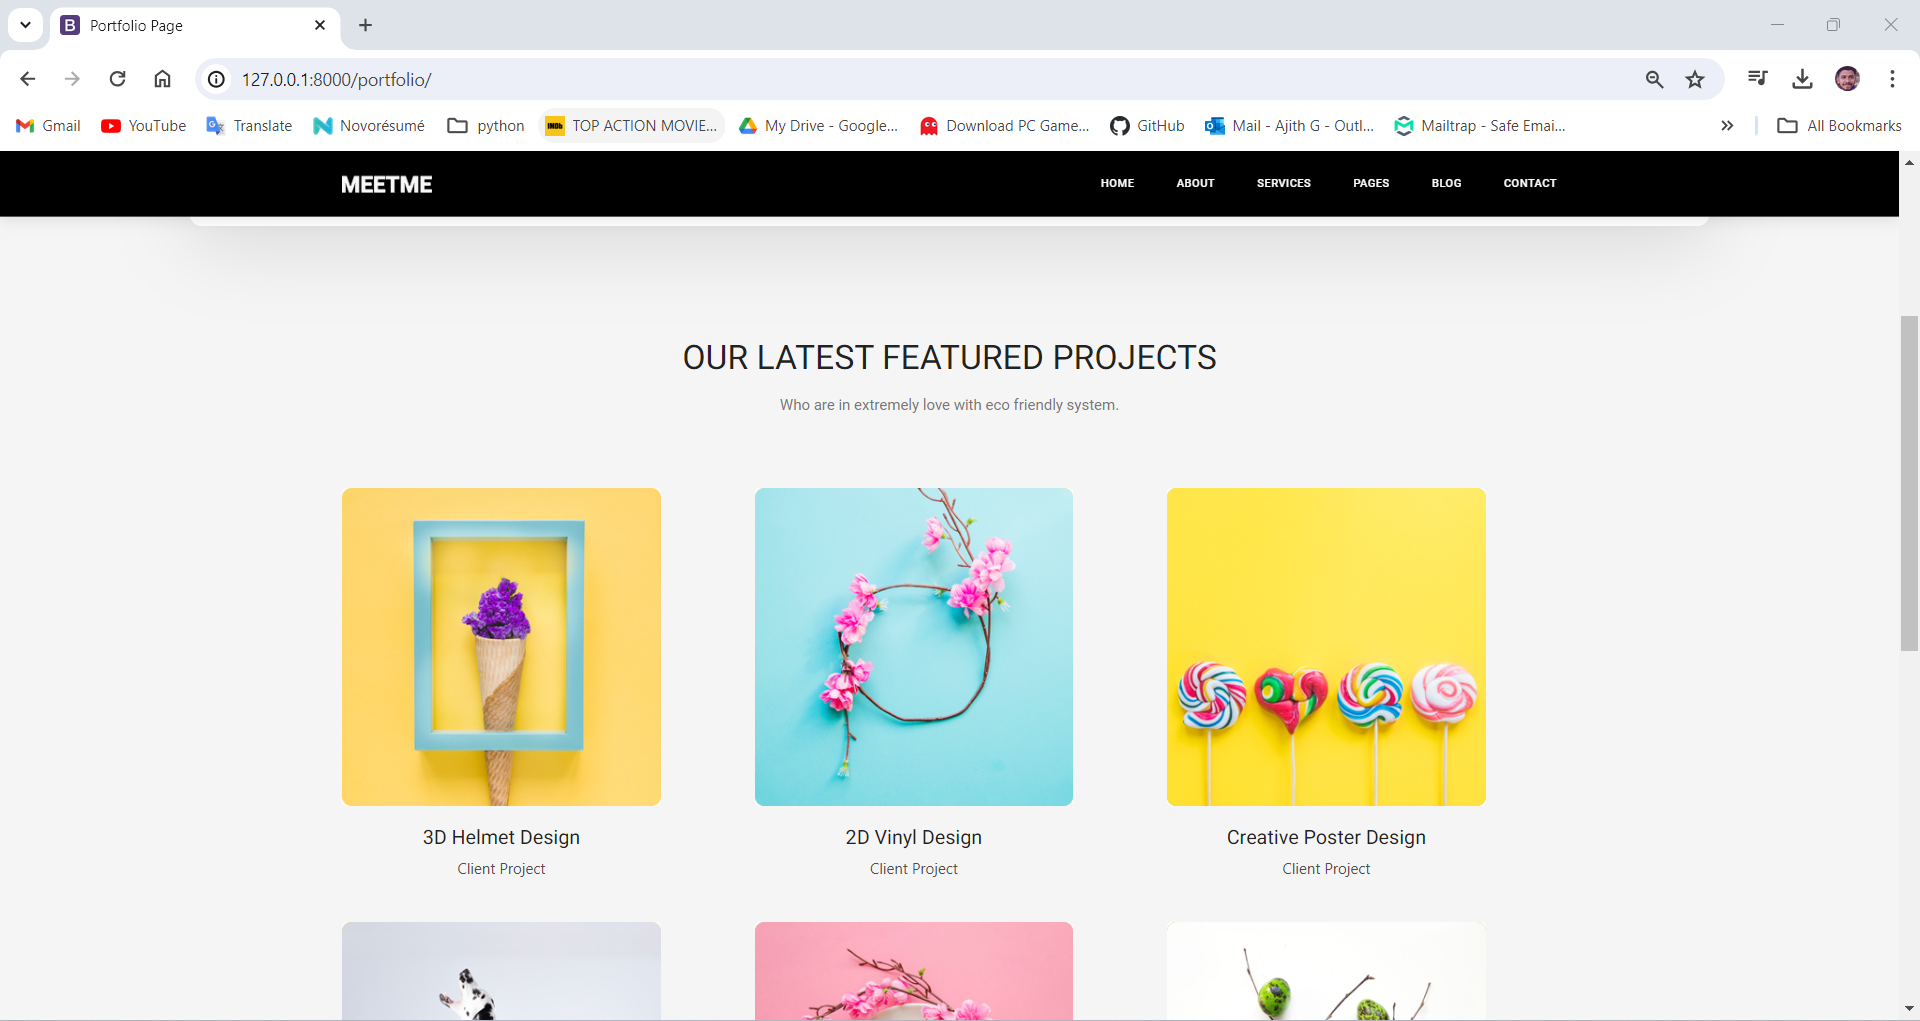 Portfolio Page
127.0.0.1:8000/portfolio/
Gmail YouTube Translate Novorésumé python IMDb TOP ACTION MOVIE... My Drive - Google... Download PC Game... GitHub Mail - Ajith G - Outl... Mailtrap - Safe Emai... All Bookmarks
MEETME HOME ABOUT SERVICES PAGES BLOG CONTACT
OUR LATEST FEATURED PROJECTS
Who are in extremely love with eco friendly system.
3D Helmet Design 2D Vinyl Design Creative Poster Design
Client Project Client Project Client Project